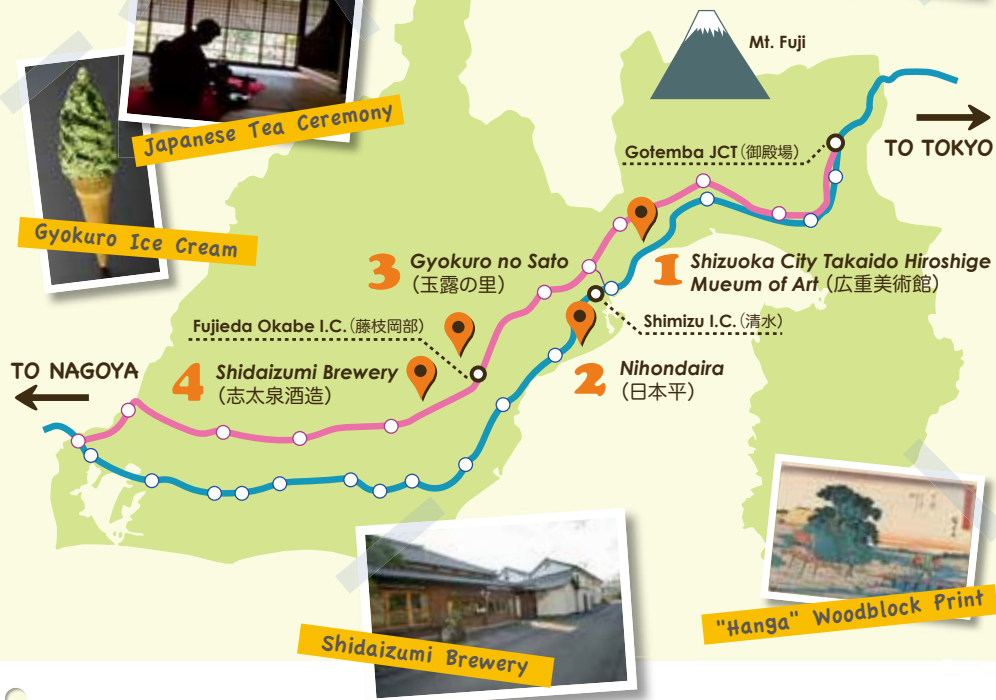 Mt. Fuji
Japanese Tea Ceremony
TO TOKYO
Gotemba JCT(御殿場)
Gyokuro Ice Cream
3 Gyokuro no Sato
(玉露の里)
1 Shizuoka City Takaido Hiroshige
Mueum of Art (広重美術館)
Fujieda Okabe I.C.(藤枝岡部)
Shimizu I.C.(清水)
TO NAGOYA
4 Shidaizumi Brewery
(志太泉酒造)
2 Nihondaira
(日本平)
"Hanga" Woodblock Print
Shidaizumi Brewery